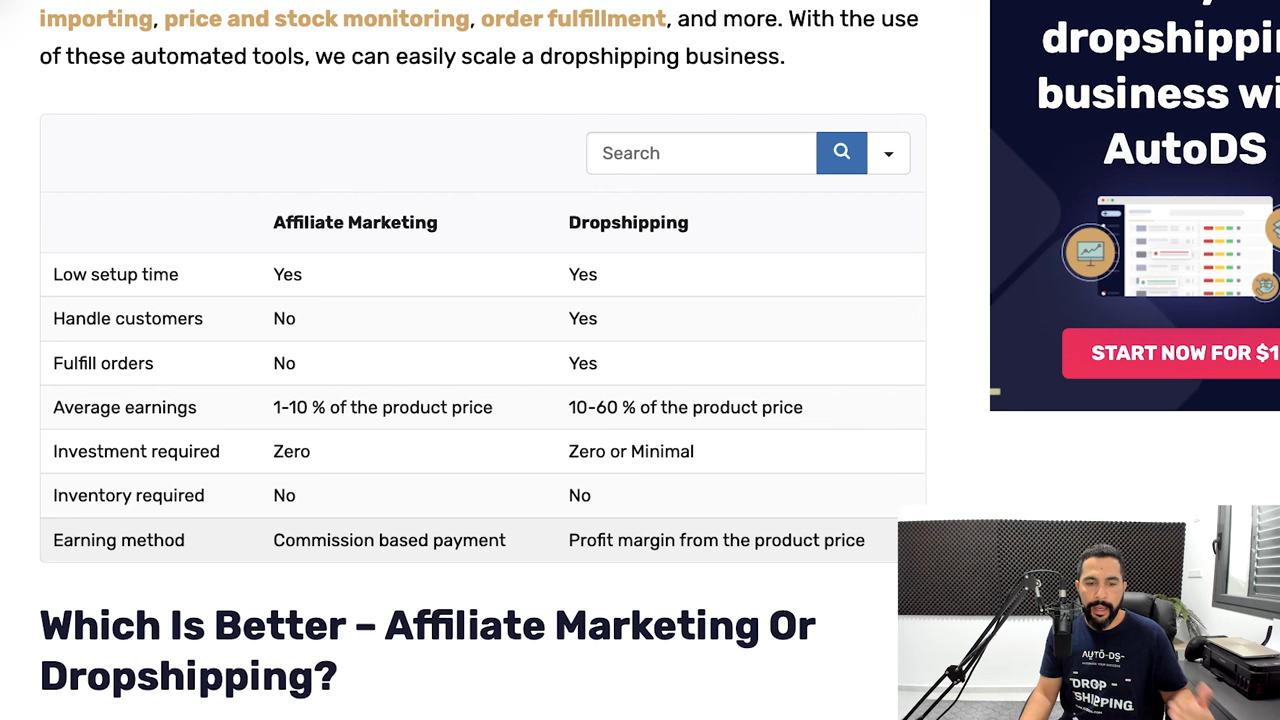 importing, price and stock monitoring, order fulfillment, and more. With the use
of these automated tools, we can easily scale a dropshipping business.
Search
Affiliate Marketing Dropshipping
Low setup time Yes Yes
Handle customers No Yes
Fulfill orders No Yes
Average earnings 1-10 % of the product price 10-60 % of the product price
Investment required Zero Zero or Minimal
Inventory required No No
Earning method Commission based payment Profit margin from the product price
Which Is Better – Affiliate Marketing Or
Dropshipping?
dropshippi
business wi
AutoDS
START NOW FOR $1
AUTO-DS
DROP
SHIPPING